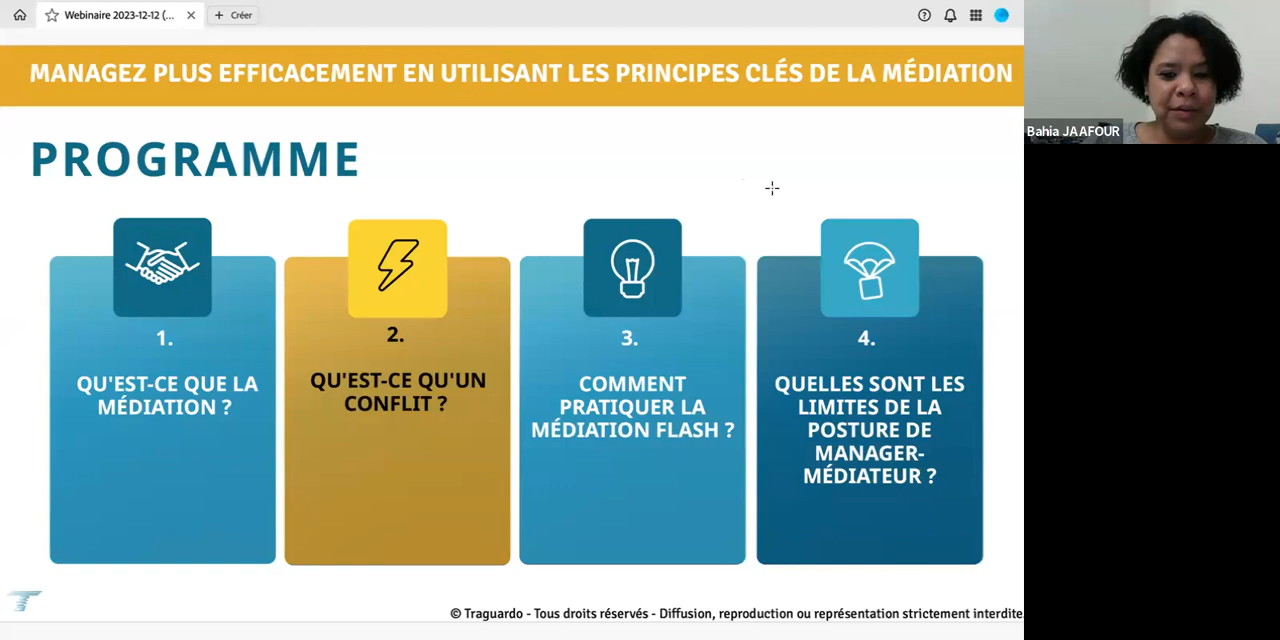 Webinaire 2023-12-12 (...
Créer
MANAGEZ PLUS EFFICACEMENT EN UTILISANT LES PRINCIPES CLÉS DE LA MÉDIATION
Bahia JAAFOUR
PROGRAMME
1.
QU'EST-CE QUE LA
MÉDIATION ?
2.
QU'EST-CE QU'UN
CONFLIT ?
3.
COMMENT
PRATIQUER LA
MÉDIATION FLASH ?
4.
QUELLES SONT LES
LIMITES DE LA
POSTURE DE
MANAGER-
MÉDIATEUR ?
© Traguardo - Tous droits réservés - Diffusion, reproduction ou représentation strictement interdite